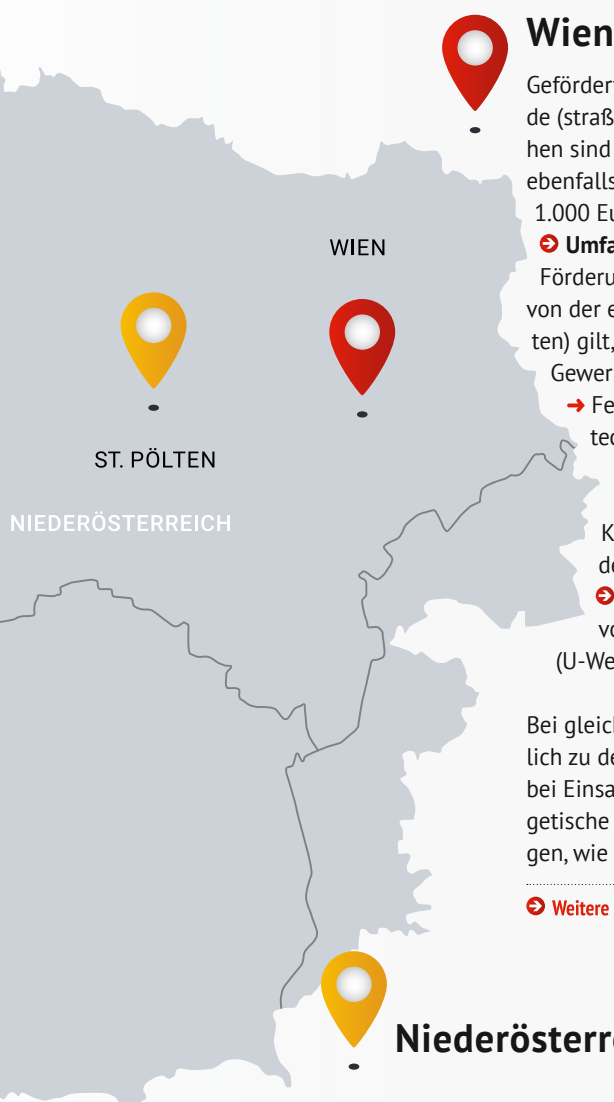 WIEN
ST. PÖLTEN
NIEDERÖSTERREICH
Wien
Gefördert
de (straß
hen sind
ebenfalls
1.000 Eu
Umfa
Förderu
von der e
ten) gilt,
Gewer
Fe
tec
K
de
vo
(U-We
Bei gleich
lich zu de
bei Einsa
getische
gen, wie
Weitere
Niederösterre